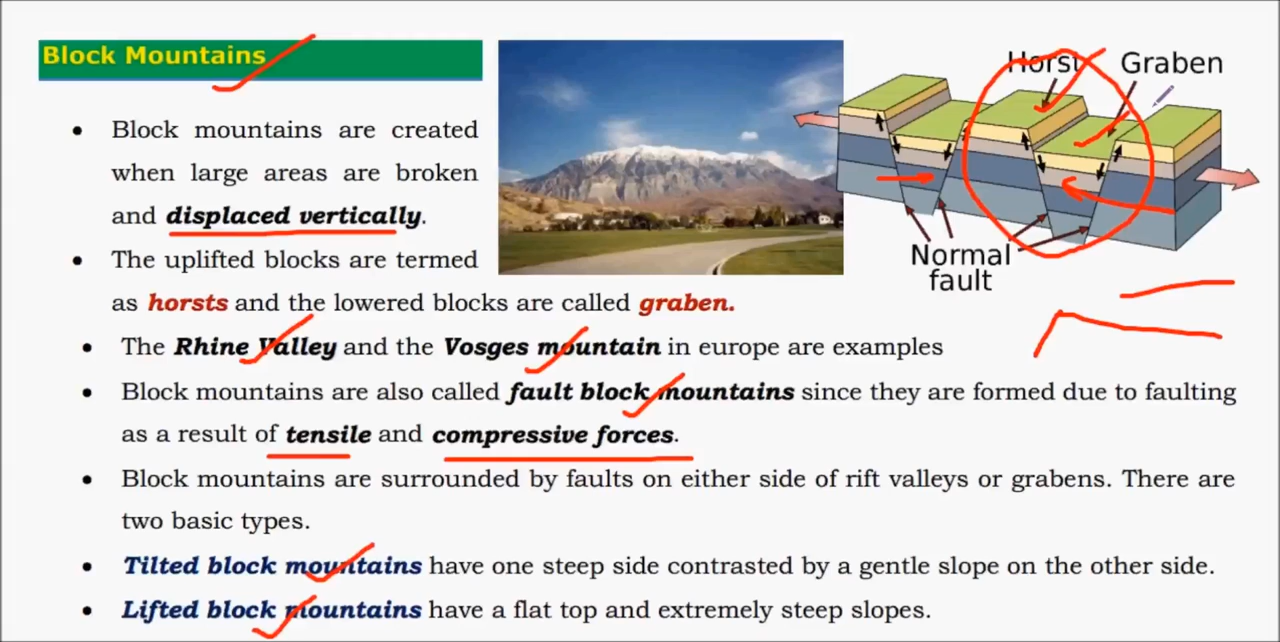 Block Mountains
Horst
Graben
Normal
fault
• Block mountains are created
when large areas are broken
and displaced vertically.
• The uplifted blocks are termed
as horsts and the lowered blocks are called graben.
• The Rhine Valley and the Vosges mountain in europe are examples
• Block mountains are also called fault block mountains since they are formed due to faulting
as a result of tensile and compressive forces.
• Block mountains are surrounded by faults on either side of rift valleys or grabens. There are
two basic types.
• Tilted block mountains have one steep side contrasted by a gentle slope on the other side.
• Lifted block mountains have a flat top and extremely steep slopes.